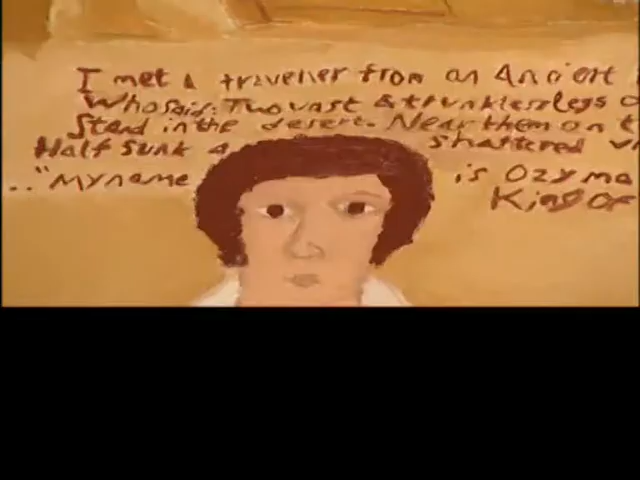 I met a traveller from an Ancient
Who said: Two vast & trunkless legs
Stand in the desert. Near them on
Half Sunk a shattered
.."My name is Ozyma
King OF